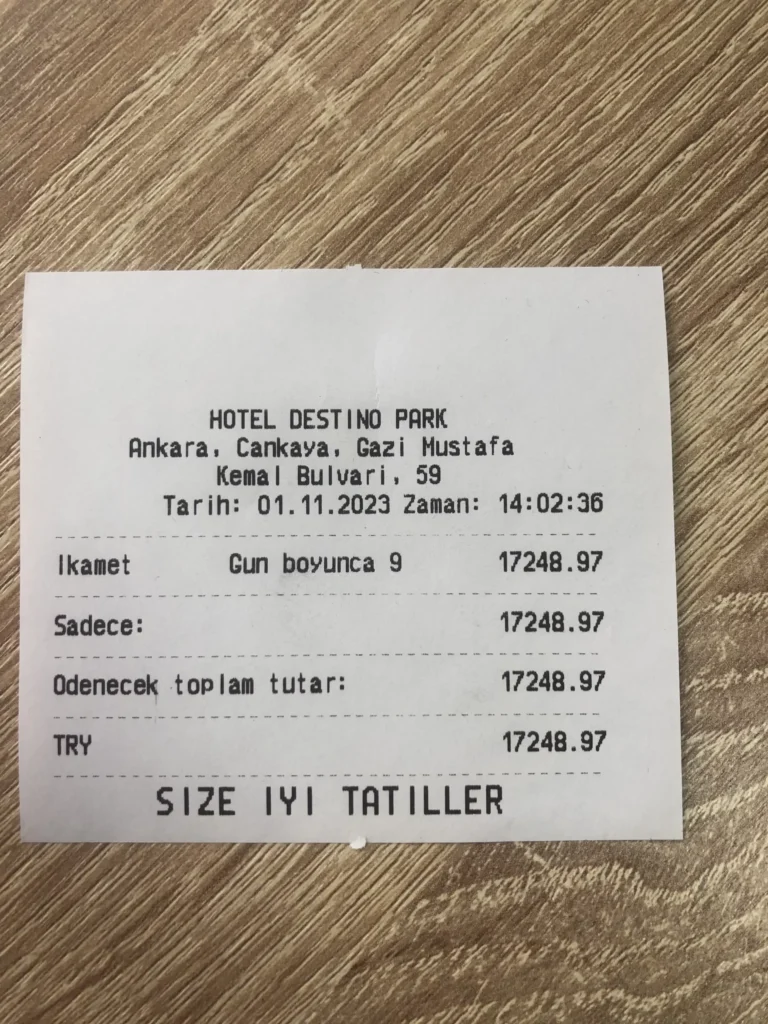 HOTEL DESTINO PARK
Ankara, Cankaya, Gazi Mustafa
Kemal Bulvari, 59
Tarih: 01.11.2023 Zaman: 14:02:36
Ikamet Gun boyunca 9 17248.97
Sadece: 17248.97
Odenecek toplam tutar: 17248.97
TRY 17248.97
SIZE IYI TATILLER